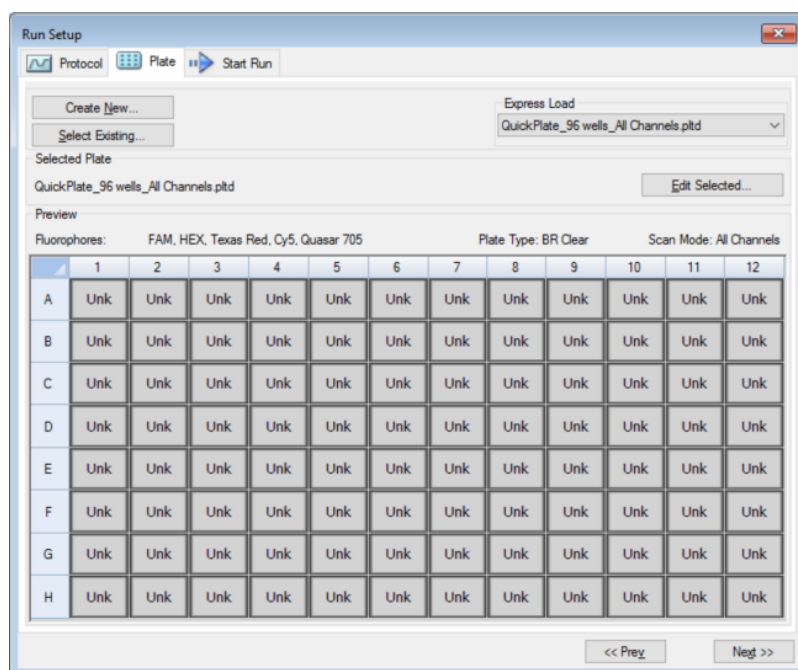 Run Setup
Protocol Plate Start Run
Create New...
Express Load
QuickPlate_96 wells_All Channels.pltd
Select Existing...
Selected Plate
QuickPlate_96 wells_All Channels.pltd
Edit Selected...
Preview
Fluorophores: FAM, HEX, Texas Red, Cy5, Quasar 705 Plate Type: BR Clear Scan Mode: All Channels
1 2 3 4 5 6 7 8 9 10 11 12
A Unk Unk Unk Unk Unk Unk Unk Unk Unk Unk Unk Unk
B Unk Unk Unk Unk Unk Unk Unk Unk Unk Unk Unk Unk
C Unk Unk Unk Unk Unk Unk Unk Unk Unk Unk Unk Unk
D Unk Unk Unk Unk Unk Unk Unk Unk Unk Unk Unk Unk
E Unk Unk Unk Unk Unk Unk Unk Unk Unk Unk Unk Unk
F Unk Unk Unk Unk Unk Unk Unk Unk Unk Unk Unk Unk
G Unk Unk Unk Unk Unk Unk Unk Unk Unk Unk Unk Unk
H Unk Unk Unk Unk Unk Unk Unk Unk Unk Unk Unk Unk
<< Prev Next >>